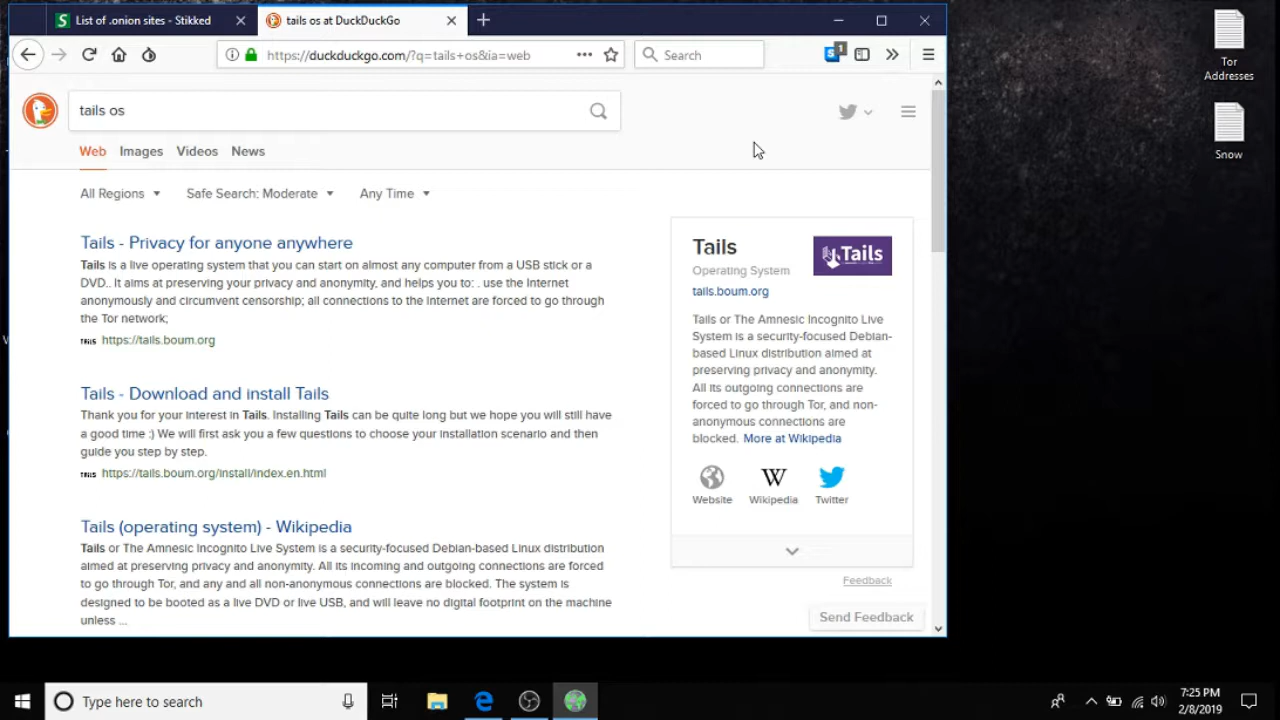 List of .onion sites - Stikked
tails os at DuckDuckGo
https://duckduckgo.com/?q=tails+os&ia=web
Search
1
tails os
Web Images Videos News
All Regions Safe Search: Moderate Any Time
Tails - Privacy for anyone anywhere
Tails is a live operating system that you can start on almost any computer from a USB stick or a
DVD.. It aims at preserving your privacy and anonymity, and helps you to: . use the Internet
anonymously and circumvent censorship; all connections to the Internet are forced to go through
the Tor network;
https://tails.boum.org
Tails - Download and install Tails
Thank you for your interest in Tails. Installing Tails can be quite long but we hope you will still have
a good time :) We will first ask you a few questions to choose your installation scenario and then
guide you step by step.
https://tails.boum.org/install/index.en.html
Tails (operating system) - Wikipedia
Tails or The Amnesic Incognito Live System is a security-focused Debian-based Linux distribution
aimed at preserving privacy and anonymity. All its incoming and outgoing connections are forced
to go through Tor, and any and all non-anonymous connections are blocked. The system is
designed to be booted as a live DVD or live USB, and will leave no digital footprint on the machine
unless ...
Tails
Operating System
tails.boum.org
Tails
Tails or The Amnesic Incognito Live
System is a security-focused Debian-
based Linux distribution aimed at
preserving privacy and anonymity.
All its outgoing connections are
forced to go through Tor, and non-
anonymous connections are
blocked. More at Wikipedia
W
Website Wikipedia Twitter
Feedback
Send Feedback
Tor
Addresses
Snow
Type here to search
7:25 PM
2/8/2019